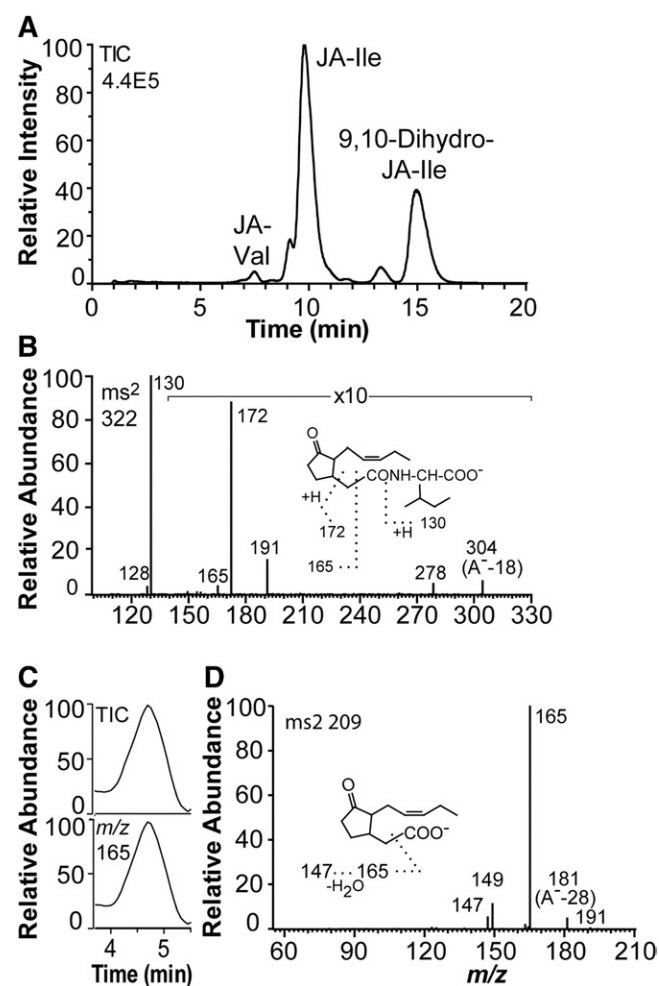 A
TIC
4.4E5
JA-Ile
9,10-Dihydro-
JA-Ile
JA-
Val
Relative Intensity
100
80
60
40
20
0
0 5 10 15 20
Time (min)
B
ms2
322
130
x10
172
O
CONH-CH-COO-
+H
172
+H
130
165
128
165
191
278
304
(A--18)
Relative Abundance
100
80
60
40
20
0
120 150 180 210 240 270 300 330
C
TIC
100
50
0
m/z
165
100
50
0
Relative Abundance
4 5
Time (min)
D
ms2 209
165
O
COO-
147 165
-H2O
149
147
181
(A--28)
191
Relative Abundance
100
80
60
40
20
0
60 90 120 150 180 210
m/z